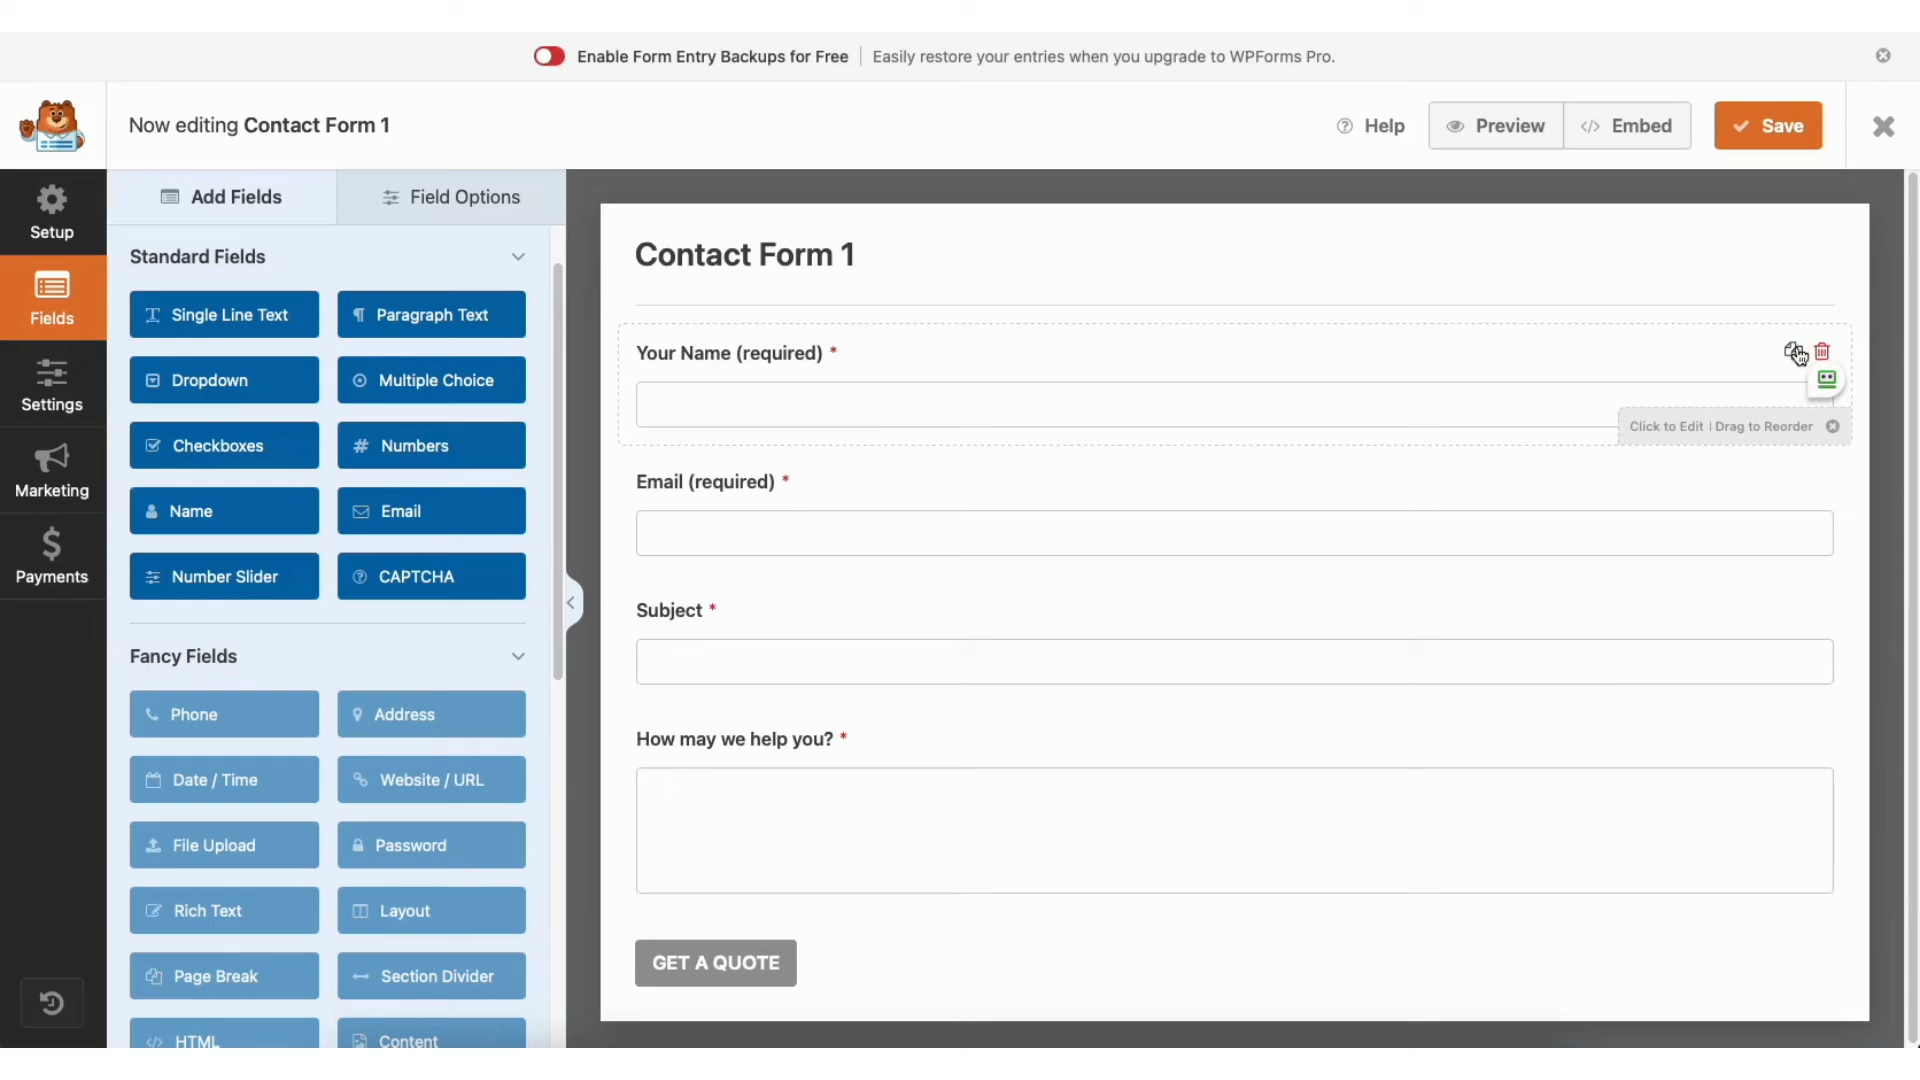 Enable Form Entry Backups for Free Easily restore your entries when you upgrade to WPForms Pro.
Now editing Contact Form 1
Help
Preview
Embed
Save
Setup
Fields
Settings
Marketing
Payments
Add Fields
Field Options
Standard Fields
Single Line Text
Paragraph Text
Dropdown
Multiple Choice
Checkboxes
Numbers
Name
Email
Number Slider
CAPTCHA
Fancy Fields
Phone
Address
Date / Time
Website / URL
File Upload
Password
Rich Text
Layout
Page Break
Section Divider
HTML
Content
Contact Form 1
Your Name (required) *
Click to Edit | Drag to Reorder
Email (required) *
Subject *
How may we help you? *
GET A QUOTE